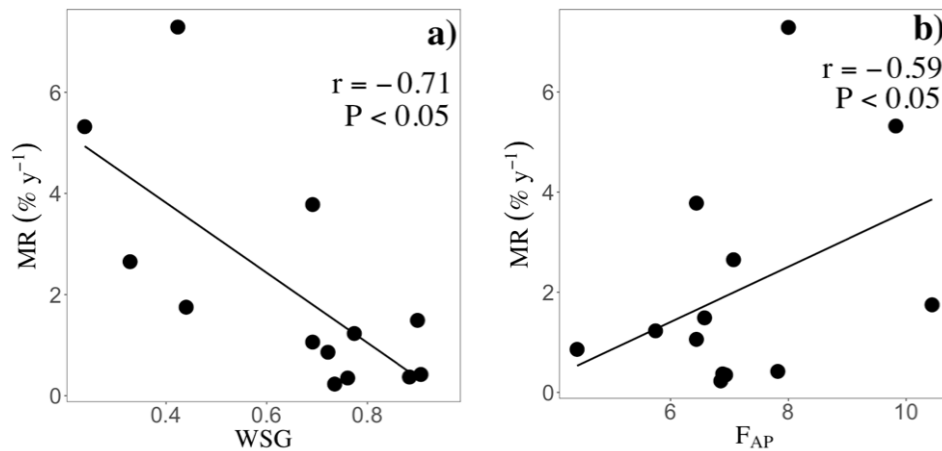 a)
r = −0.71
P < 0.05
MR (% y⁻¹)
6
4
2
0
0.4 0.6 0.8
WSG
b)
r = −0.59
P < 0.05
MR (% y⁻¹)
6
4
2
0
6 8 10
F_AP